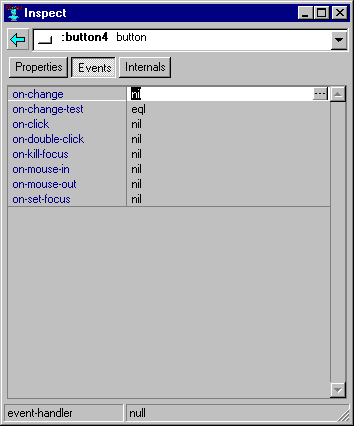 Inspect
:button4 button
Properties Events Internals
on-change nil ...
on-change-test eql
on-click nil
on-double-click nil
on-kill-focus nil
on-mouse-in nil
on-mouse-out nil
on-set-focus nil
event-handler null